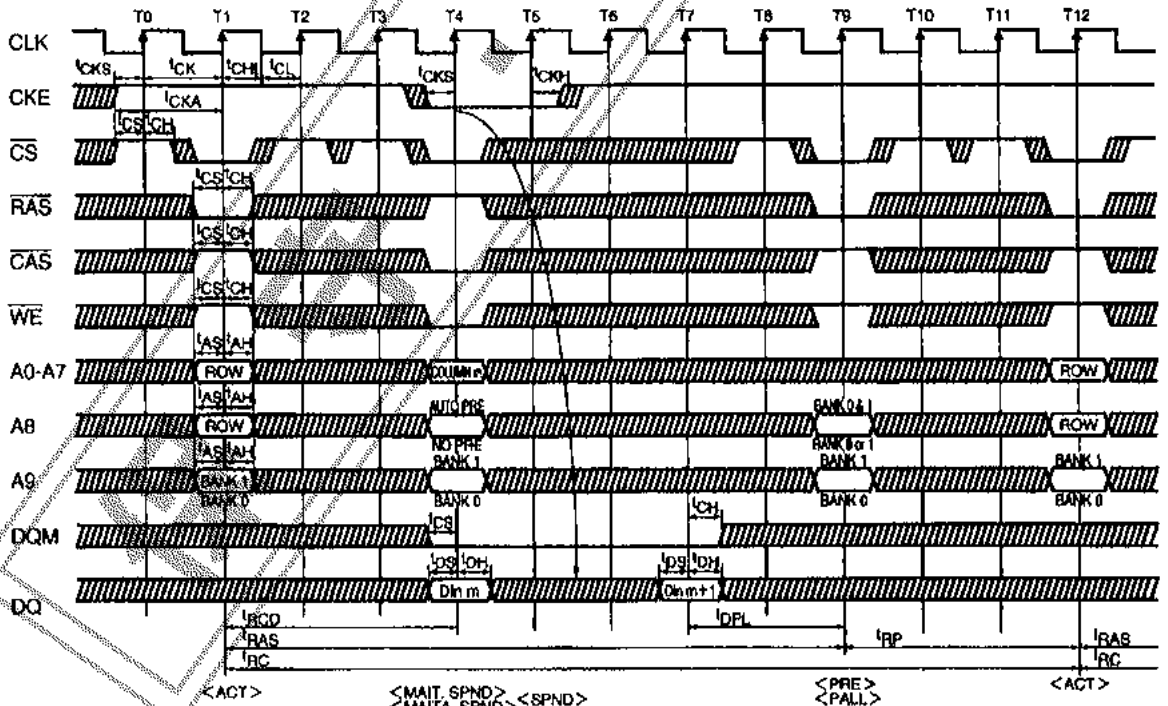 T0 T1 T2 T3 T4 T5 T6 T7 T8 T9 T10 T11 T12
CLK
tCKS tCK tCHI tCL tCKS tCKH
CKE
tCKA
tCS tCH
CS
tCS tCH
RAS
tCS tCH
CAS
tCS tCH
WE
tAS tAH
A0-A7 ROW COLUMN m ROW
tAS tAH AUTO PRE BANK 0 & 1
A8 ROW ROW
tAS tAH NO PRE BANK 0 or 1
BANK 1 BANK 1 BANK 1
A9 BANK 1
BANK 0 BANK 0 BANK 0 BANK 0
tCS tCH
DQM
tDS tDH tDS tDH
Din m Din m+1
DQ
tRCD tDPL
tRAS tRP tRAS
tRC tRC
<ACT> <MAIT. SPND> <SPND> <PRE> <ACT>
<MAITA. SPND> <PALL>